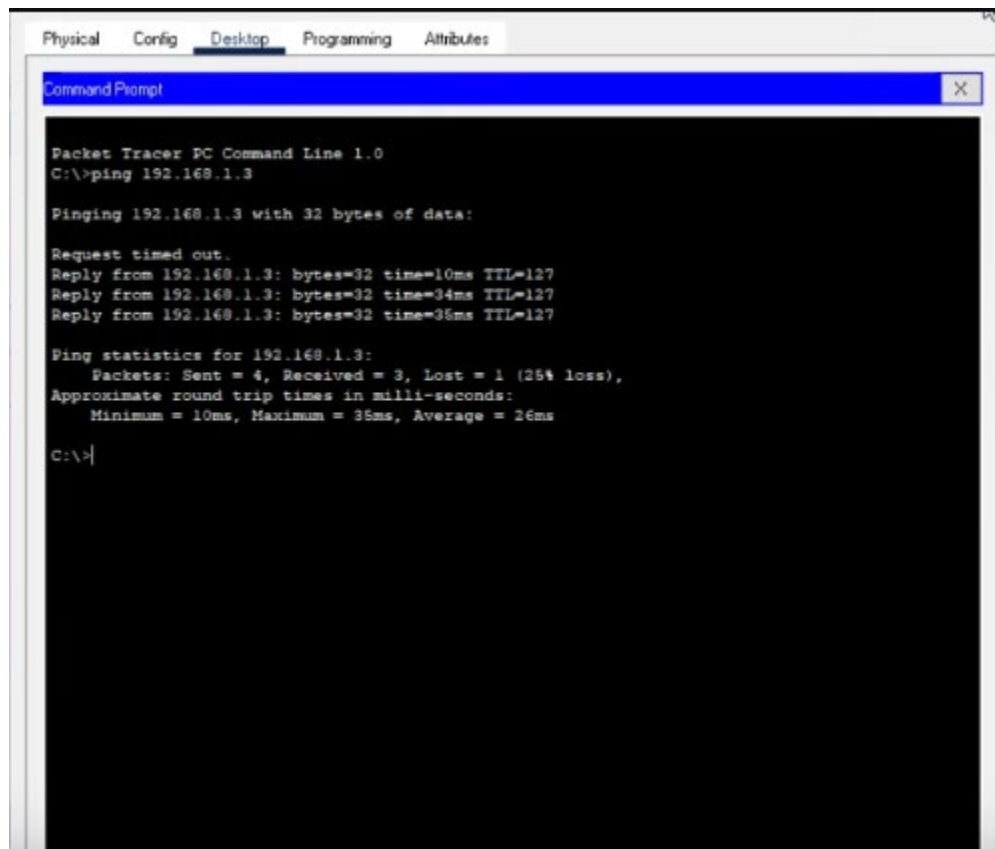 Physical Config Desktop Programming Attributes
Command Prompt
Packet Tracer PC Command Line 1.0
C:\>ping 192.168.1.3
Pinging 192.168.1.3 with 32 bytes of data:
Request timed out.
Reply from 192.168.1.3: bytes=32 time=10ms TTL=127
Reply from 192.168.1.3: bytes=32 time=34ms TTL=127
Reply from 192.168.1.3: bytes=32 time=35ms TTL=127
Ping statistics for 192.168.1.3:
Packets: Sent = 4, Received = 3, Lost = 1 (25% loss),
Approximate round trip times in milli-seconds:
Minimum = 10ms, Maximum = 35ms, Average = 26ms
C:\>